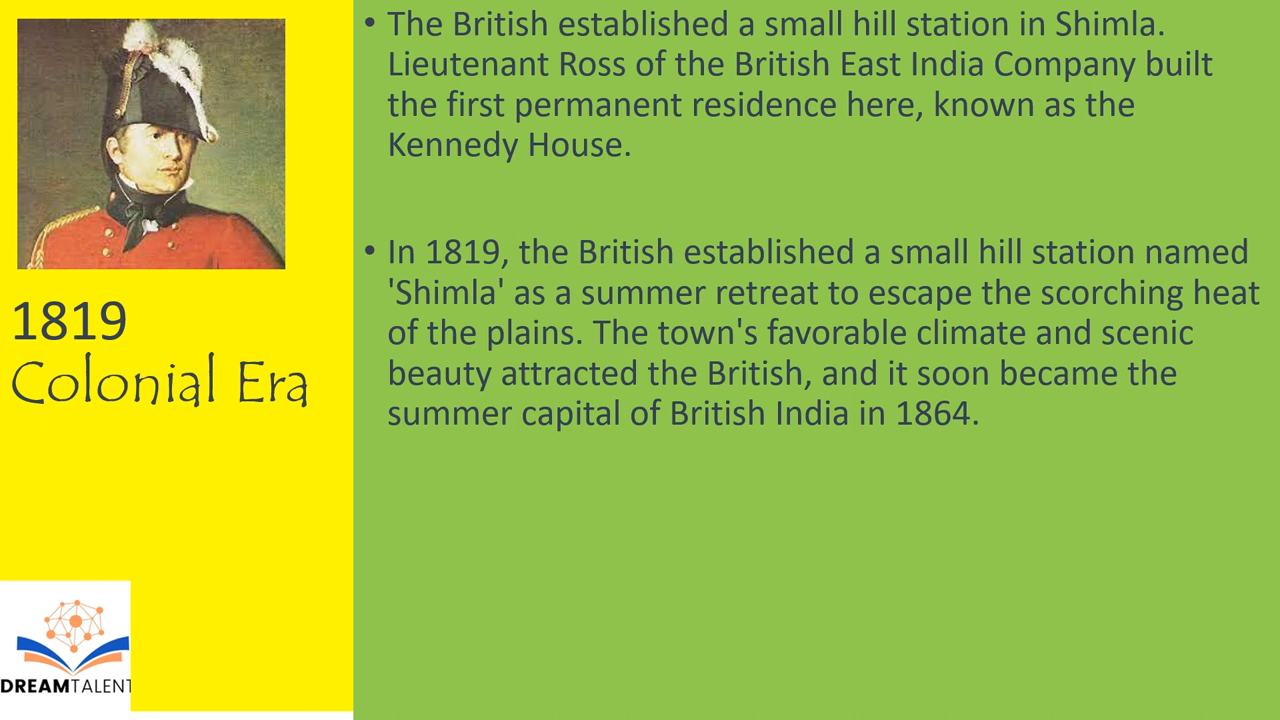 1819
Colonial Era
• The British established a small hill station in Shimla.
Lieutenant Ross of the British East India Company built
the first permanent residence here, known as the
Kennedy House.
• In 1819, the British established a small hill station named
'Shimla' as a summer retreat to escape the scorching heat
of the plains. The town's favorable climate and scenic
beauty attracted the British, and it soon became the
summer capital of British India in 1864.
DREAMTALENT